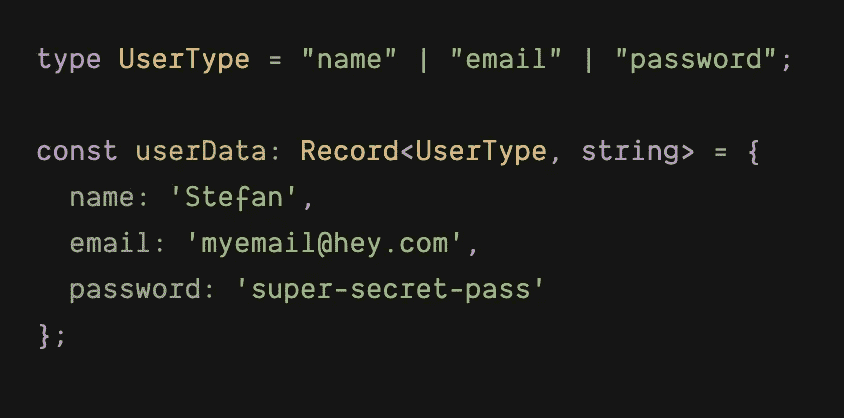 type UserType = "name" | "email" | "password";
const userData: Record<UserType, string> = {
  name: 'Stefan',
  email: 'myemail@hey.com',
  password: 'super-secret-pass'
};